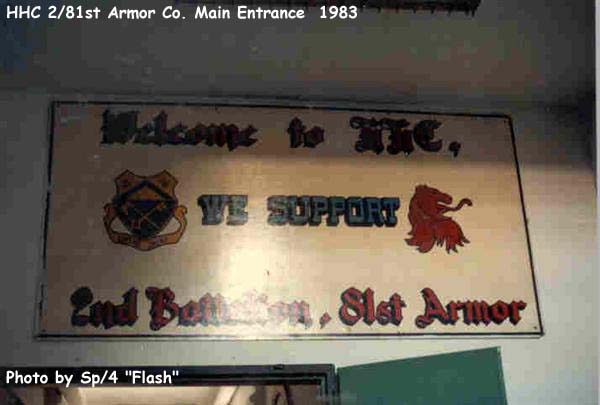 HHC 2/81st Armor Co. Main Entrance 1983
Welcome to HHC,
WE SUPPORT
2nd Battalion, 81st Armor
Photo by Sp/4 "Flash"